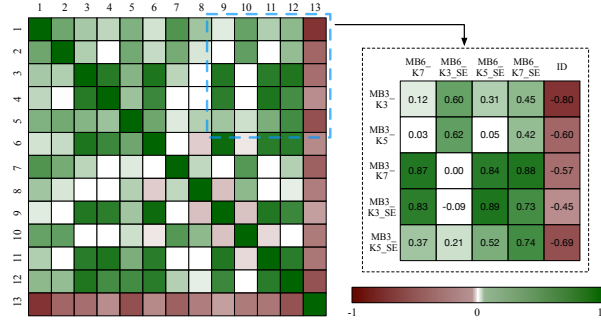 1 2 3 4 5 6 7 8 9 10 11 12 13
1
2
3
4
5
6
7
8
9
10
11
12
13
MB6_ MB6_ MB6_ MB6_ ID
K7 K3_SE K5_SE K7_SE
MB3_
K3
0.12 0.60 0.31 0.45 -0.80
MB3_
K5
0.03 0.62 0.05 0.42 -0.60
MB3_
K7
0.87 0.00 0.84 0.88 -0.57
MB3_
K3_SE
0.83 -0.09 0.89 0.73 -0.45
MB3_
K5_SE
0.37 0.21 0.52 0.74 -0.69
-1 0 1